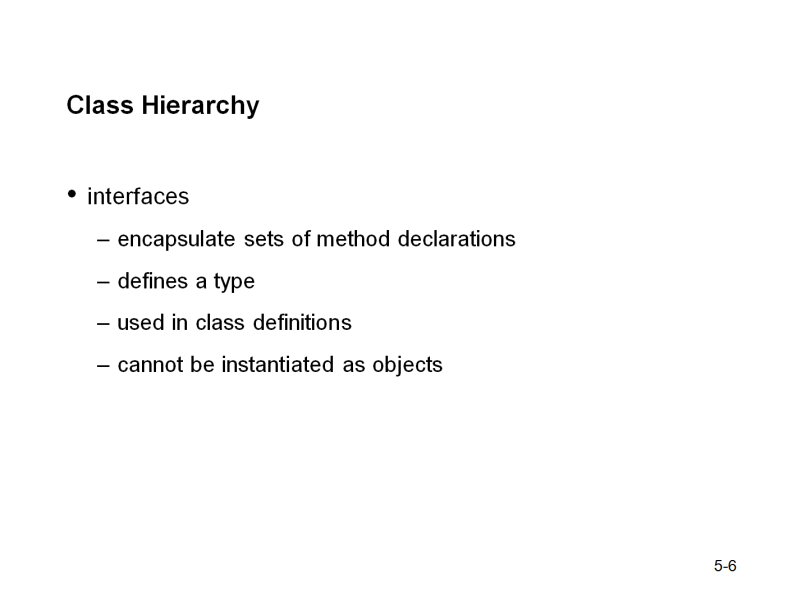 Class Hierarchy
• interfaces
– encapsulate sets of method declarations
– defines a type
– used in class definitions
– cannot be instantiated as objects
5-6